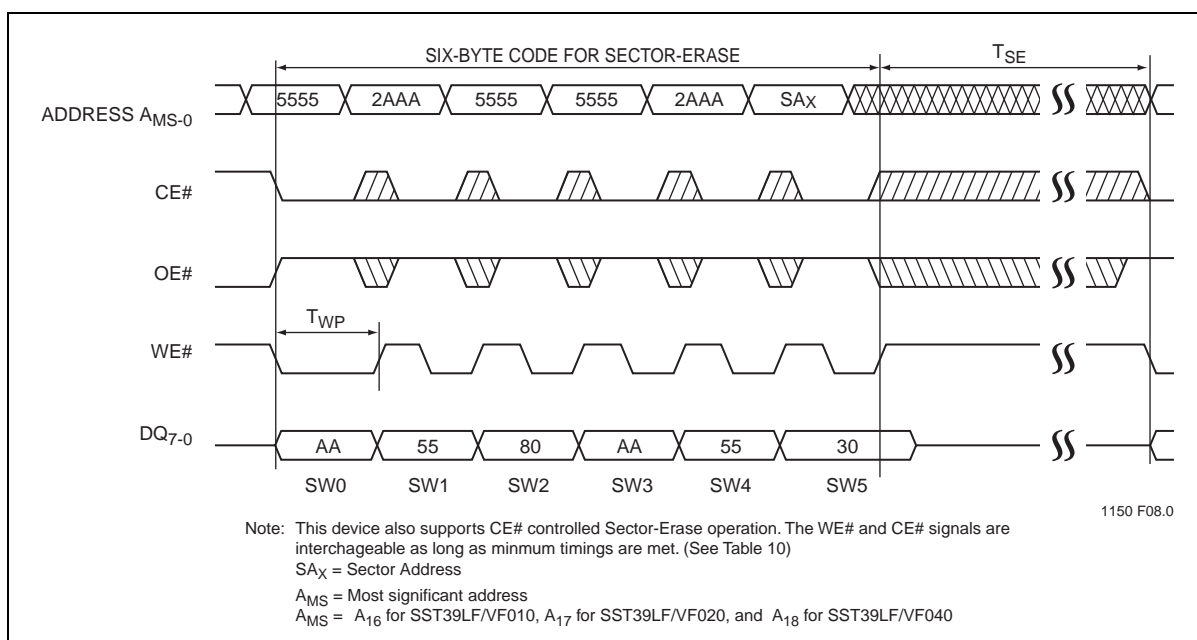 SIX-BYTE CODE FOR SECTOR-ERASE
TSE
ADDRESS AMS-0
5555 2AAA 5555 5555 2AAA SAX
CE#
OE#
TWP
WE#
DQ7-0
AA 55 80 AA 55 30
SW0 SW1 SW2 SW3 SW4 SW5
1150 F08.0
Note: This device also supports CE# controlled Sector-Erase operation. The WE# and CE# signals are
interchageable as long as minmum timings are met. (See Table 10)
SAX = Sector Address
AMS = Most significant address
AMS = A16 for SST39LF/VF010, A17 for SST39LF/VF020, and A18 for SST39LF/VF040